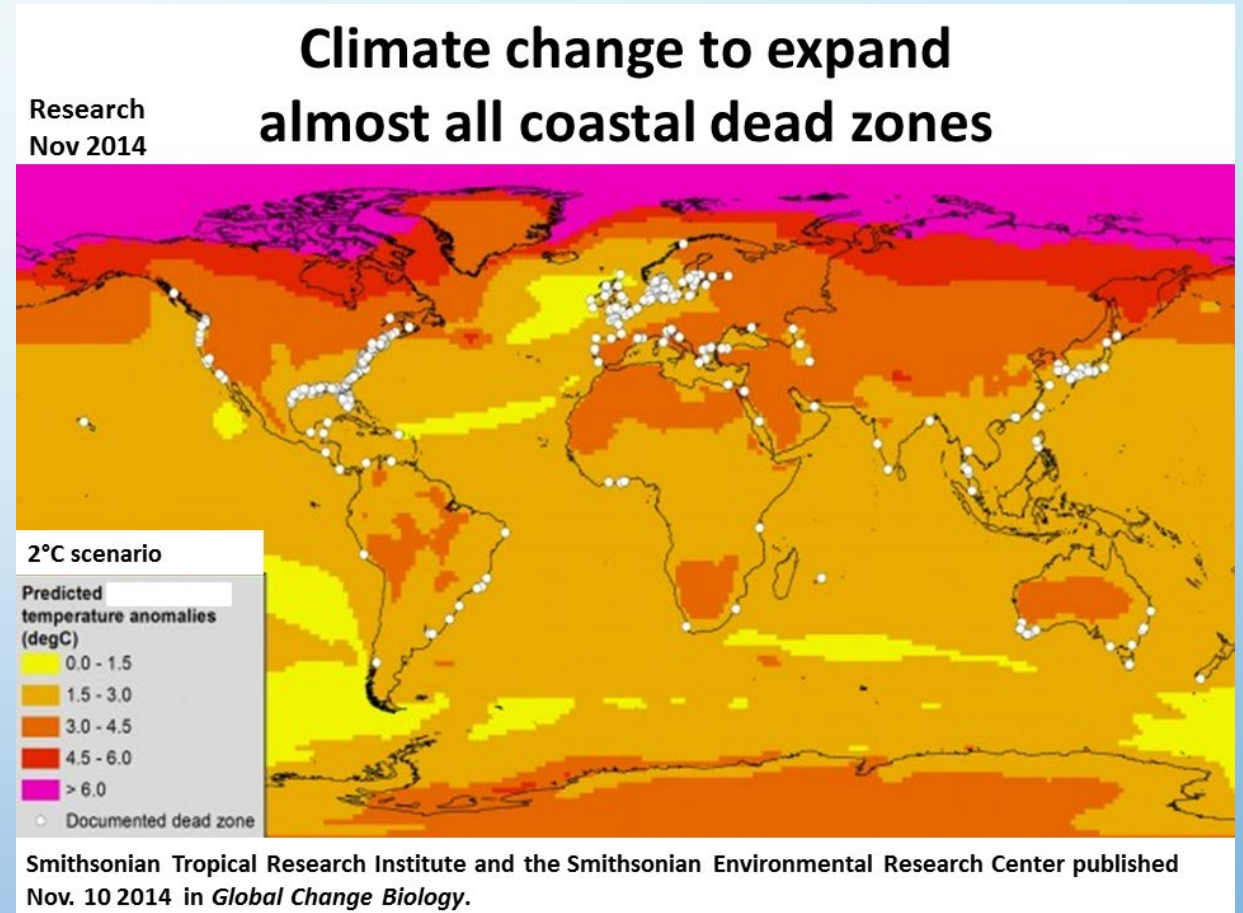 Climate change to expand
almost all coastal dead zones
Research
Nov 2014
2°C scenario
Predicted
temperature anomalies
(degC)
0.0 - 1.5
1.5 - 3.0
3.0 - 4.5
4.5 - 6.0
> 6.0
Documented dead zone
Smithsonian Tropical Research Institute and the Smithsonian Environmental Research Center published
Nov. 10 2014 in Global Change Biology.